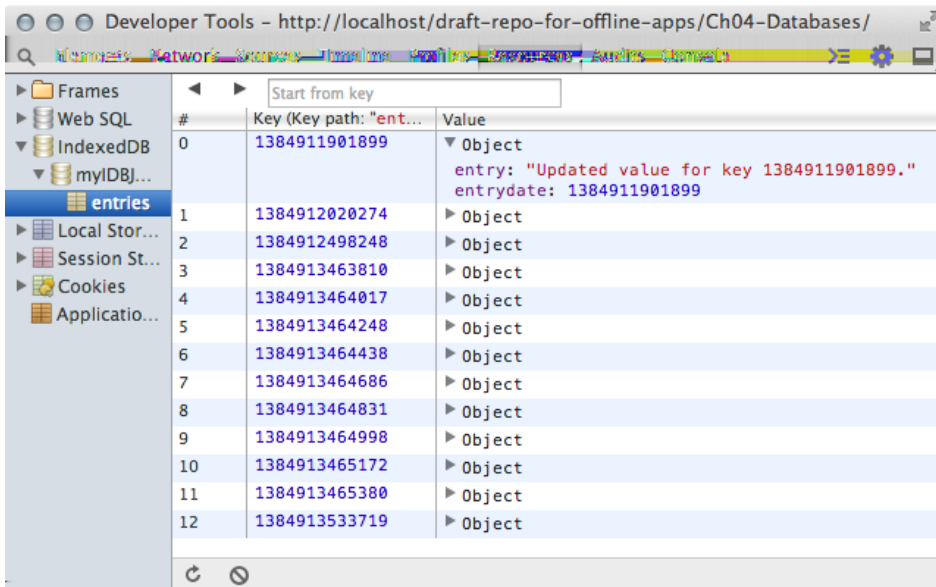 Developer Tools - http://localhost/draft-repo-for-offline-apps/Ch04-Databases/
Network
Frames
Web SQL
IndexedDB
myIDBJ...
entries
Local Stor...
Session St...
Cookies
Applicatio...
Start from key
# Key (Key path: "ent... Value
0 1384911901899 Object
entry: "Updated value for key 1384911901899."
entrydate: 1384911901899
1 1384912020274 Object
2 1384912498248 Object
3 1384913463810 Object
4 1384913464017 Object
5 1384913464248 Object
6 1384913464438 Object
7 1384913464686 Object
8 1384913464831 Object
9 1384913464998 Object
10 1384913465172 Object
11 1384913465380 Object
12 1384913533719 Object